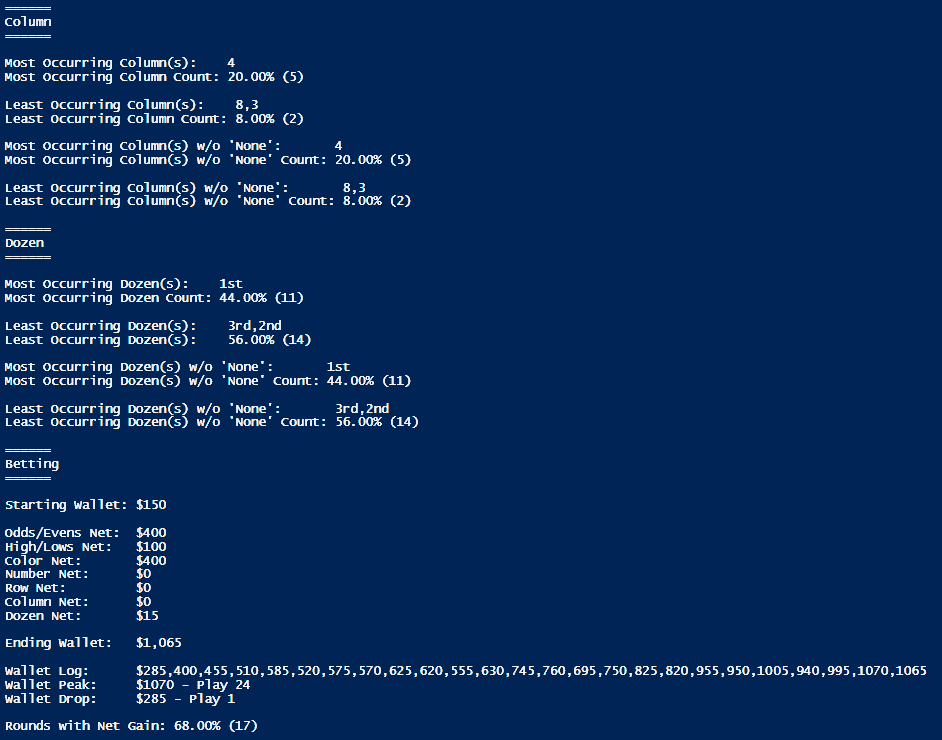 ======
Column
======
Most Occurring Column(s):    4
Most Occurring Column Count: 20.00% (5)
Least Occurring Column(s):    8,3
Least Occurring Column Count: 8.00% (2)
Most Occurring Column(s) w/o 'None':       4
Most Occurring Column(s) w/o 'None' Count: 20.00% (5)
Least Occurring Column(s) w/o 'None':       8,3
Least Occurring Column(s) w/o 'None' Count: 8.00% (2)
======
Dozen
======
Most Occurring Dozen(s):    1st
Most Occurring Dozen Count: 44.00% (11)
Least Occurring Dozen(s):    3rd,2nd
Least Occurring Dozen(s):    56.00% (14)
Most Occurring Dozen(s) w/o 'None':       1st
Most Occurring Dozen(s) w/o 'None' Count: 44.00% (11)
Least Occurring Dozen(s) w/o 'None':       3rd,2nd
Least Occurring Dozen(s) w/o 'None' Count: 56.00% (14)
======
Betting
======
Starting Wallet: $150
Odds/Evens Net:  $400
High/Lows Net:   $100
Color Net:       $400
Number Net:      $0
Row Net:         $0
Column Net:      $0
Dozen Net:       $15
Ending Wallet:   $1,065
Wallet Log:      $285,400,455,510,585,520,575,570,625,620,555,630,745,760,695,750,825,820,955,950,1005,940,995,1070,1065
Wallet Peak:     $1070 - Play 24
Wallet Drop:     $285 - Play 1
Rounds with Net Gain: 68.00% (17)